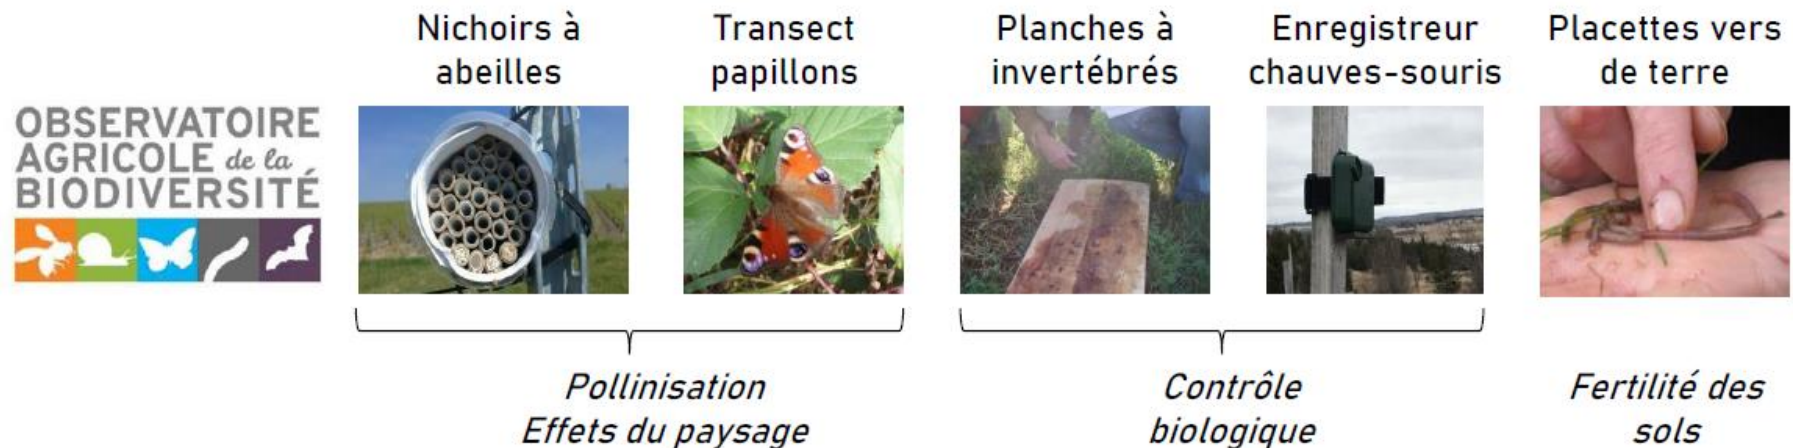 OBSERVATOIRE
AGRICOLE de la
BIODIVERSITÉ
Nichoirs à
abeilles
Transect
papillons
Planches à
invertébrés
Enregistreur
chauves-souris
Placettes vers
de terre
Pollinisation
Effets du paysage
Contrôle
biologique
Fertilité des
sols